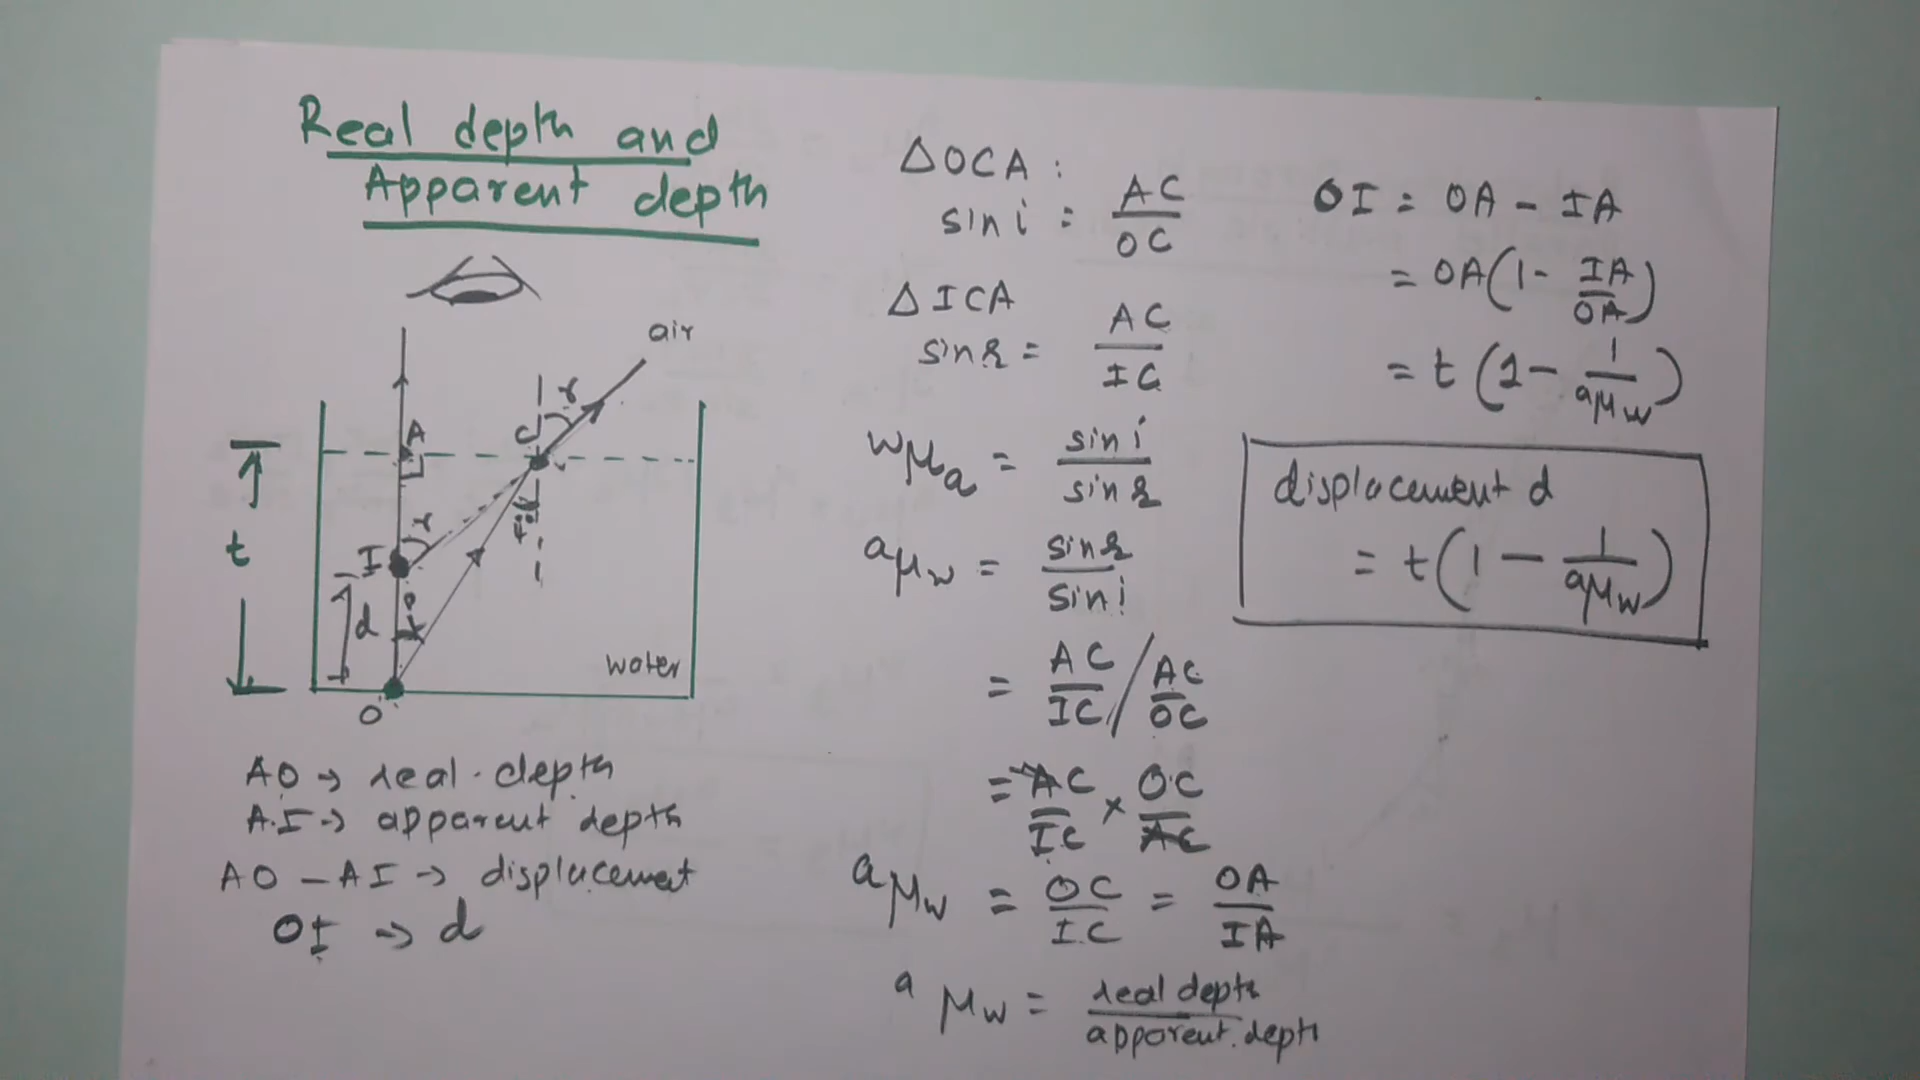 Real depth and
Apparent depth
air
r
A
C
r
i
t
I
d
i
water
O
AO → real depth
A.I → apparent depth
AO - AI → displacement
OI → d
△OCA :
sin i = AC/OC
△ICA
sin r = AC/IC
wμa = sin i / sin r
aμw = sin r / sin i
= AC/IC / AC/OC
= AC/IC × OC/AC
aμw = OC/IC = OA/IA
aμw = real depth / apparent depth
OI = OA - IA
= OA(1 - IA/OA)
= t(1 - 1/aμw)
displacement d
= t(1 - 1/aμw)